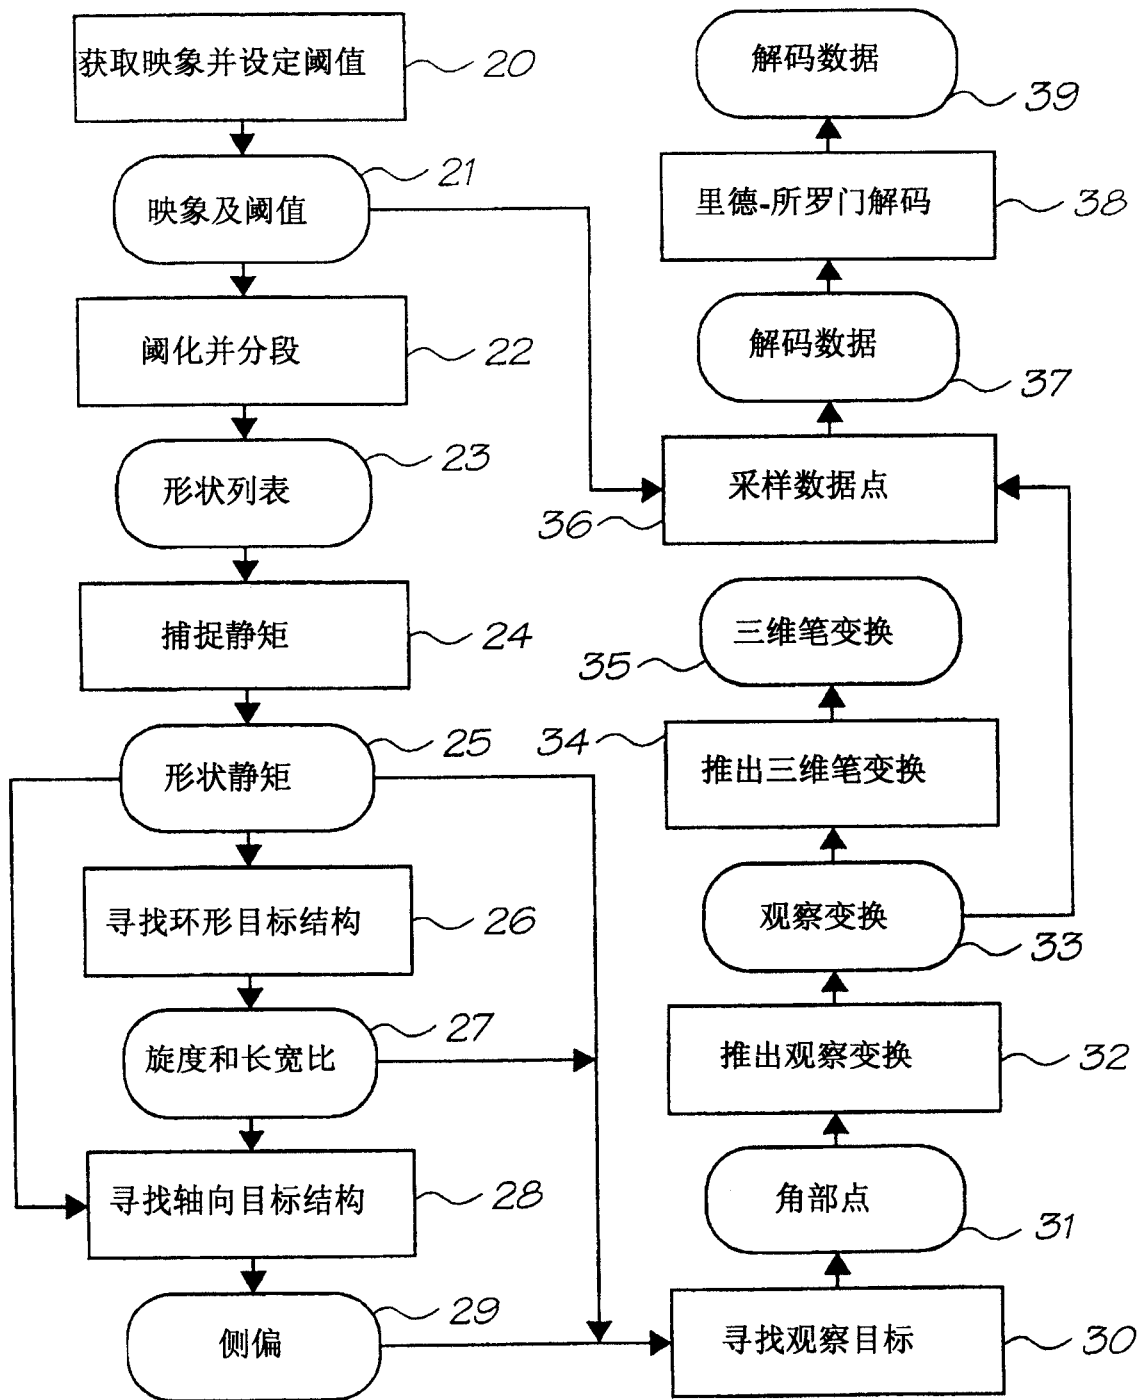 获取映象并设定阈值
20
映象及阈值
21
阈化并分段
22
形状列表
23
捕捉静矩
24
形状静矩
25
寻找环形目标结构
26
旋度和长宽比
27
寻找轴向目标结构
28
侧偏
29
寻找观察目标
30
角部点
31
推出观察变换
32
观察变换
33
推出三维笔变换
34
三维笔变换
35
采样数据点
36
解码数据
37
里德-所罗门解码
38
解码数据
39